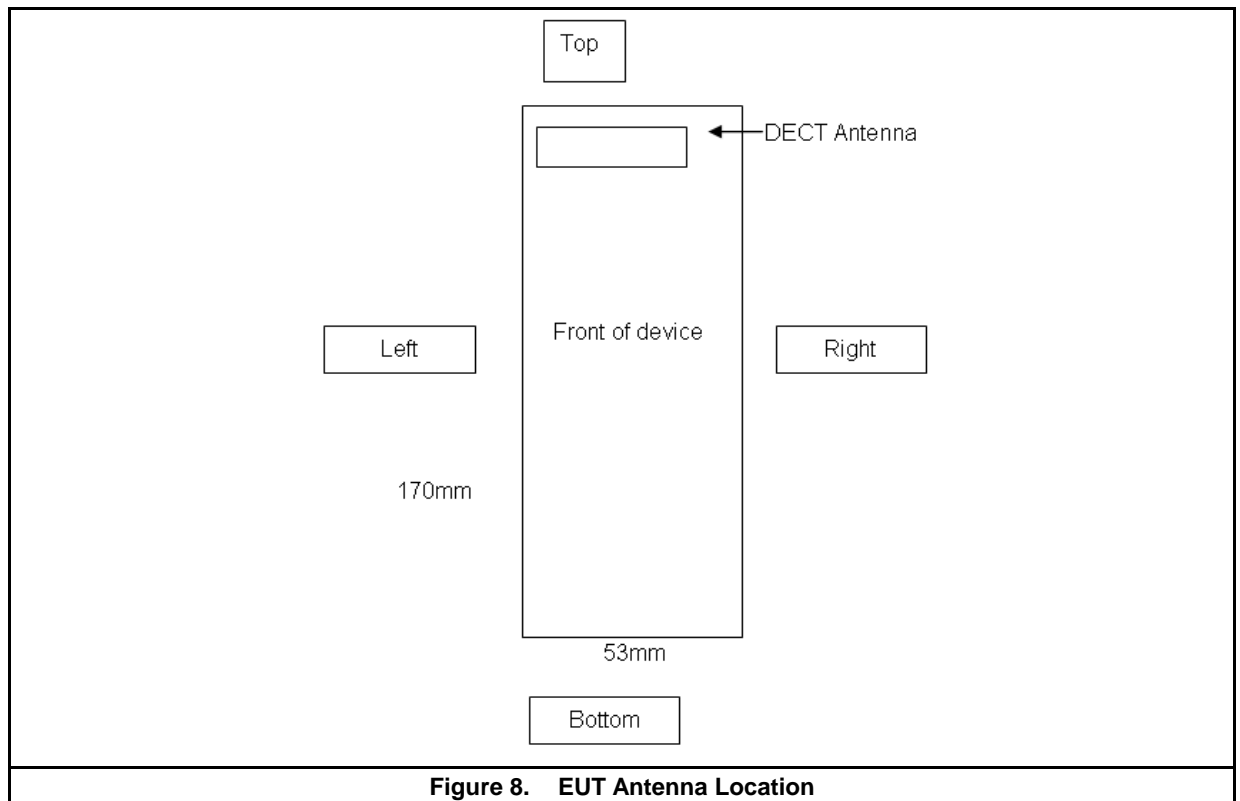 Top
DECT Antenna
Front of device
Left
Right
170mm
53mm
Bottom
Figure 8. EUT Antenna Location